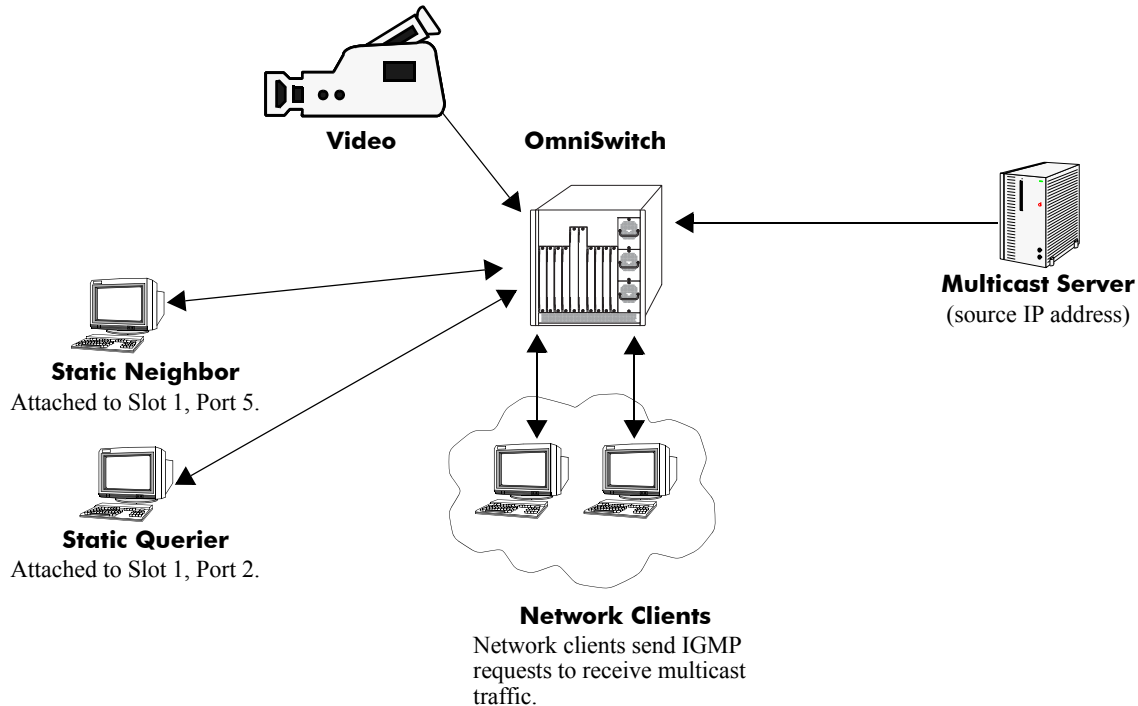 Video
OmniSwitch
Multicast Server
(source IP address)
Static Neighbor
Attached to Slot 1, Port 5.
Static Querier
Attached to Slot 1, Port 2.
Network Clients
Network clients send IGMP
requests to receive multicast
traffic.